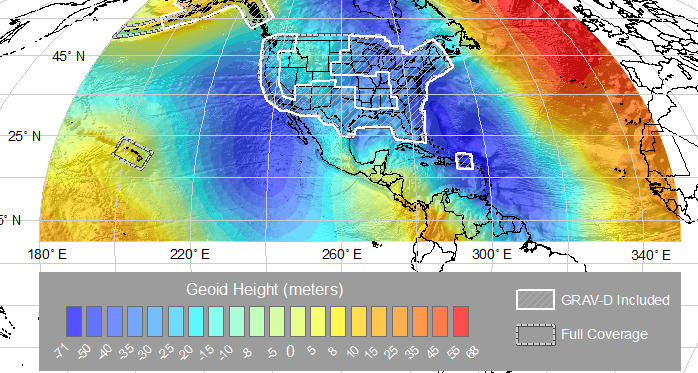 45° N
25° N
5° N
180° E 220° E 260° E 300° E 340° E
Geoid Height (meters)
-71 -50 -40 -35 -30 -25 -20 -15 -10 -8 -5 0 5 8 10 15 25 35 45 55 68
GRAV-D Included
Full Coverage